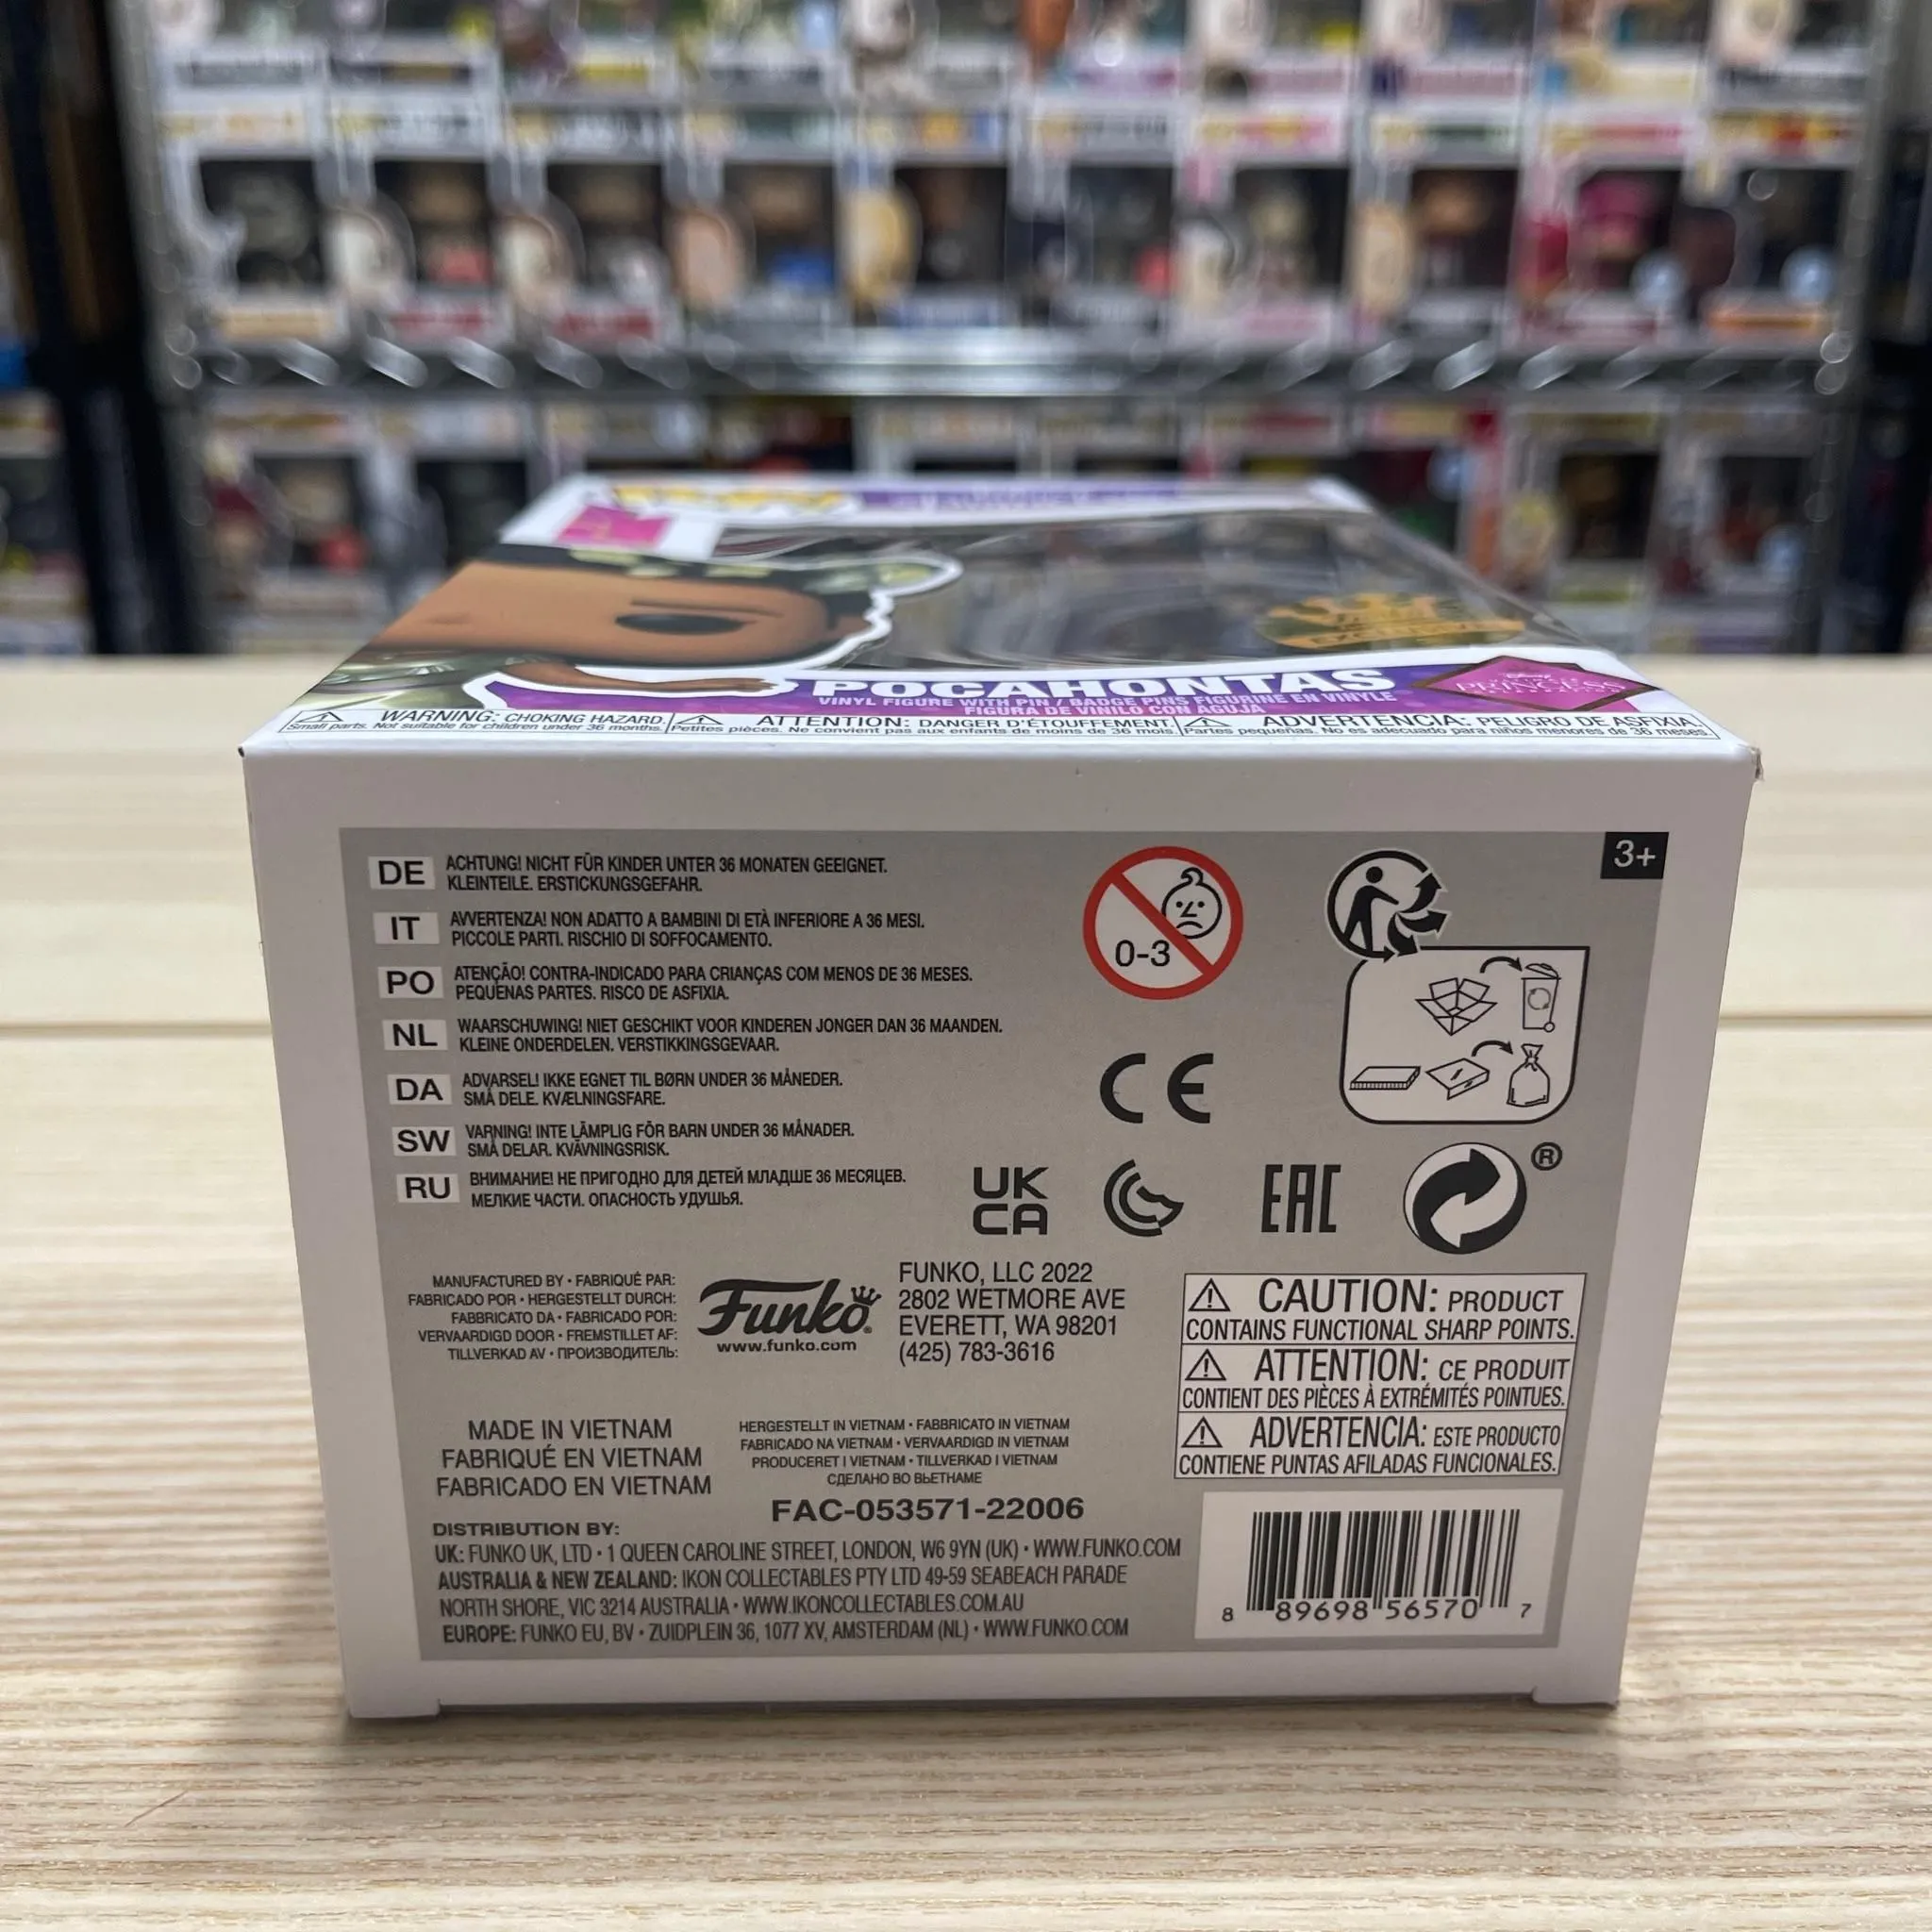 POCAHONTAS
VINYL FIGURE WITH PIN / BADGE PINS FIGURINE EN VINYLE
FIGURA DE VINILO CON AGUJA
WARNING: CHOKING HAZARD.
Small parts. Not suitable for children under 36 months.
ATTENTION: DANGER D'ÉTOUFFEMENT.
Petites pièces. Ne convient pas aux enfants de moins de 36 mois.
ADVERTENCIA: PELIGRO DE ASFIXIA.
Partes pequeñas. No es adecuado para niños menores de 36 meses.
3+
DE ACHTUNG! NICHT FÜR KINDER UNTER 36 MONATEN GEEIGNET.
KLEINTEILE. ERSTICKUNGSGEFAHR.
IT AVVERTENZA! NON ADATTO A BAMBINI DI ETÀ INFERIORE A 36 MESI.
PICCOLE PARTI. RISCHIO DI SOFFOCAMENTO.
PO ATENÇÃO! CONTRA-INDICADO PARA CRIANÇAS COM MENOS DE 36 MESES.
PEQUENAS PARTES. RISCO DE ASFIXIA.
NL WAARSCHUWING! NIET GESCHIKT VOOR KINDEREN JONGER DAN 36 MAANDEN.
KLEINE ONDERDELEN. VERSTIKKINGSGEVAAR.
DA ADVARSEL! IKKE EGNET TIL BØRN UNDER 36 MÅNEDER.
SMÅ DELE. KVÆLNINGSFARE.
SW VARNING! INTE LÄMPLIG FÖR BARN UNDER 36 MÅNADER.
SMÅ DELAR. KVÄVNINGSRISK.
RU ВНИМАНИЕ! НЕ ПРИГОДНО ДЛЯ ДЕТЕЙ МЛАДШЕ 36 МЕСЯЦЕВ.
МЕЛКИЕ ЧАСТИ. ОПАСНОСТЬ УДУШЬЯ.
0-3
CE
UK
CA
EAC
®
MANUFACTURED BY • FABRIQUÉ PAR:
FABRICADO POR • HERGESTELLT DURCH:
FABBRICATO DA • FABRICADO POR:
VERVAARDIGD DOOR • FREMSTILLET AF:
TILLVERKAD AV • ПРОИЗВОДИТЕЛЬ:
Funko
www.funko.com
FUNKO, LLC 2022
2802 WETMORE AVE
EVERETT, WA 98201
(425) 783-3616
CAUTION: PRODUCT
CONTAINS FUNCTIONAL SHARP POINTS.
ATTENTION: CE PRODUIT
CONTIENT DES PIÈCES À EXTRÉMITÉS POINTUES.
ADVERTENCIA: ESTE PRODUCTO
CONTIENE PUNTAS AFILADAS FUNCIONALES.
MADE IN VIETNAM
FABRIQUÉ EN VIETNAM
FABRICADO EN VIETNAM
HERGESTELLT IN VIETNAM • FABBRICATO IN VIETNAM
FABRICADO NA VIETNAM • VERVAARDIGD IN VIETNAM
PRODUCERET I VIETNAM • TILLVERKAD I VIETNAM
СДЕЛАНО ВО ВЬЕТНАМЕ
FAC-053571-22006
DISTRIBUTION BY:
UK: FUNKO UK, LTD • 1 QUEEN CAROLINE STREET, LONDON, W6 9YN (UK) • WWW.FUNKO.COM
AUSTRALIA & NEW ZEALAND: IKON COLLECTABLES PTY LTD 49-59 SEABEACH PARADE
NORTH SHORE, VIC 3214 AUSTRALIA • WWW.IKONCOLLECTABLES.COM.AU
EUROPE: FUNKO EU, BV • ZUIDPLEIN 36, 1077 XV, AMSTERDAM (NL) • WWW.FUNKO.COM
8 89698 56570 7